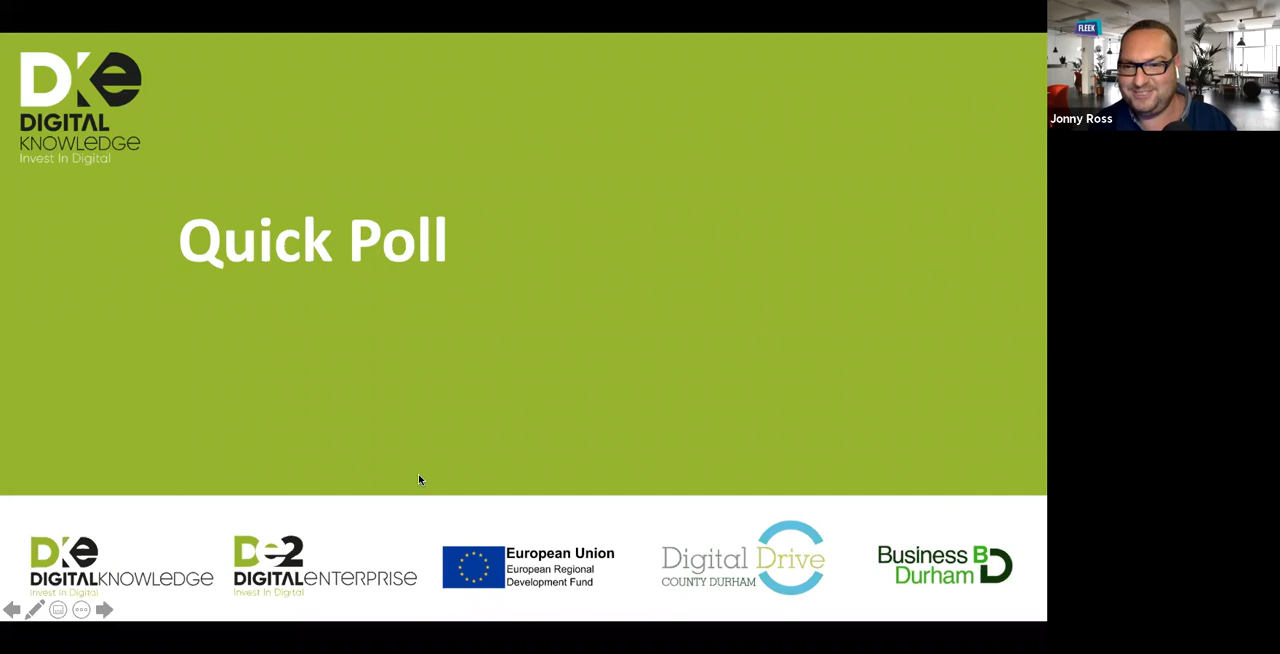 DKe
DIGITAL
KNOWLEDGE
Invest In Digital
FLEEK
Jonny Ross
Quick Poll
DKe
DIGITALKNOWLEDGE
Invest In Digital
De2
DIGITALENTERPRISE
Invest In Digital
European Union
European Regional
Development Fund
Digital Drive
COUNTY DURHAM
Business
Durham
BD